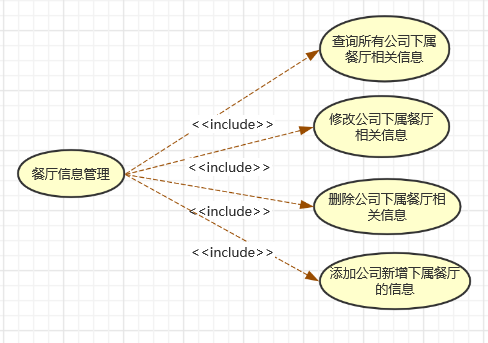 查询所有公司下属
餐厅相关信息
<<include>>
修改公司下属餐厅
相关信息
<<include>>
餐厅信息管理
删除公司下属餐厅相
关信息
<<include>>
<<include>>
添加公司新增下属餐厅
的信息